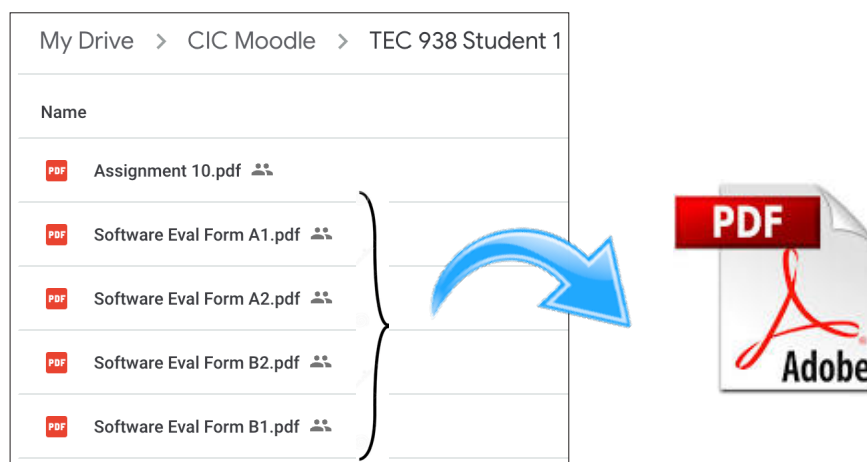 My Drive > CIC Moodle > TEC 938 Student 1
Name
PDF Assignment 10.pdf
PDF Software Eval Form A1.pdf
PDF Software Eval Form A2.pdf
PDF Software Eval Form B2.pdf
PDF Software Eval Form B1.pdf
PDF
Adobe